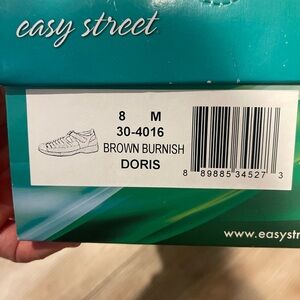 easy street
8 M
30-4016
BROWN BURNISH
DORIS
8 89885 34527 3
www.easystr